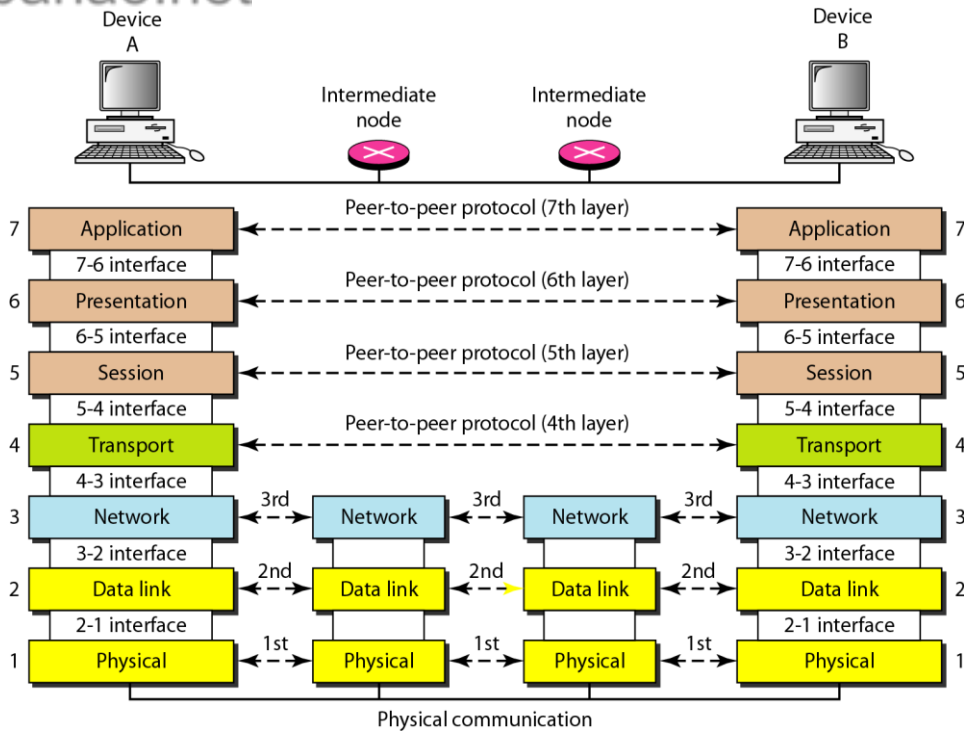 Device
A
Device
B
Intermediate
node
Intermediate
node
Peer-to-peer protocol (7th layer)
7 Application Application 7
7-6 interface 7-6 interface
Peer-to-peer protocol (6th layer)
6 Presentation Presentation 6
6-5 interface 6-5 interface
Peer-to-peer protocol (5th layer)
5 Session Session 5
5-4 interface 5-4 interface
Peer-to-peer protocol (4th layer)
4 Transport Transport 4
4-3 interface 4-3 interface
3rd 3rd 3rd
3 Network Network Network Network 3
3-2 interface 3-2 interface
2nd 2nd 2nd
2 Data link Data link Data link Data link 2
2-1 interface 2-1 interface
1st 1st 1st
1 Physical Physical Physical Physical 1
Physical communication